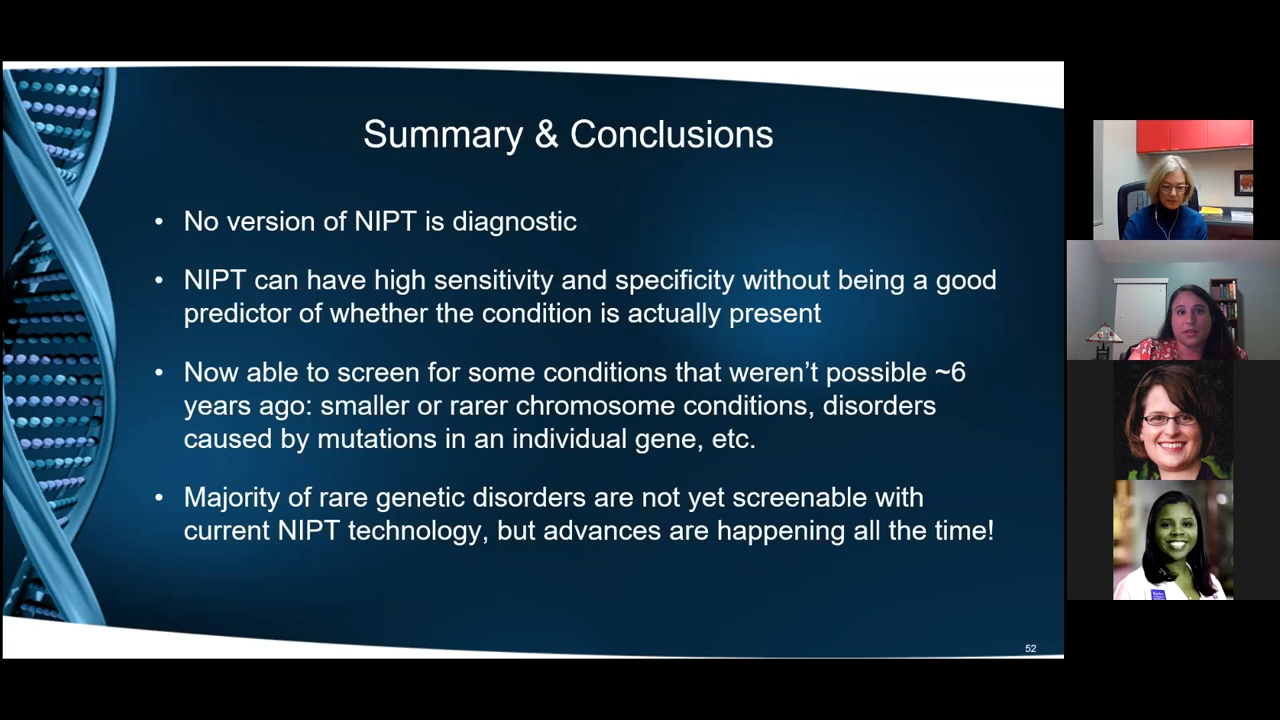 Summary & Conclusions
• No version of NIPT is diagnostic
• NIPT can have high sensitivity and specificity without being a good
predictor of whether the condition is actually present
• Now able to screen for some conditions that weren’t possible ~6
years ago: smaller or rarer chromosome conditions, disorders
caused by mutations in an individual gene, etc.
• Majority of rare genetic disorders are not yet screenable with
current NIPT technology, but advances are happening all the time!
52